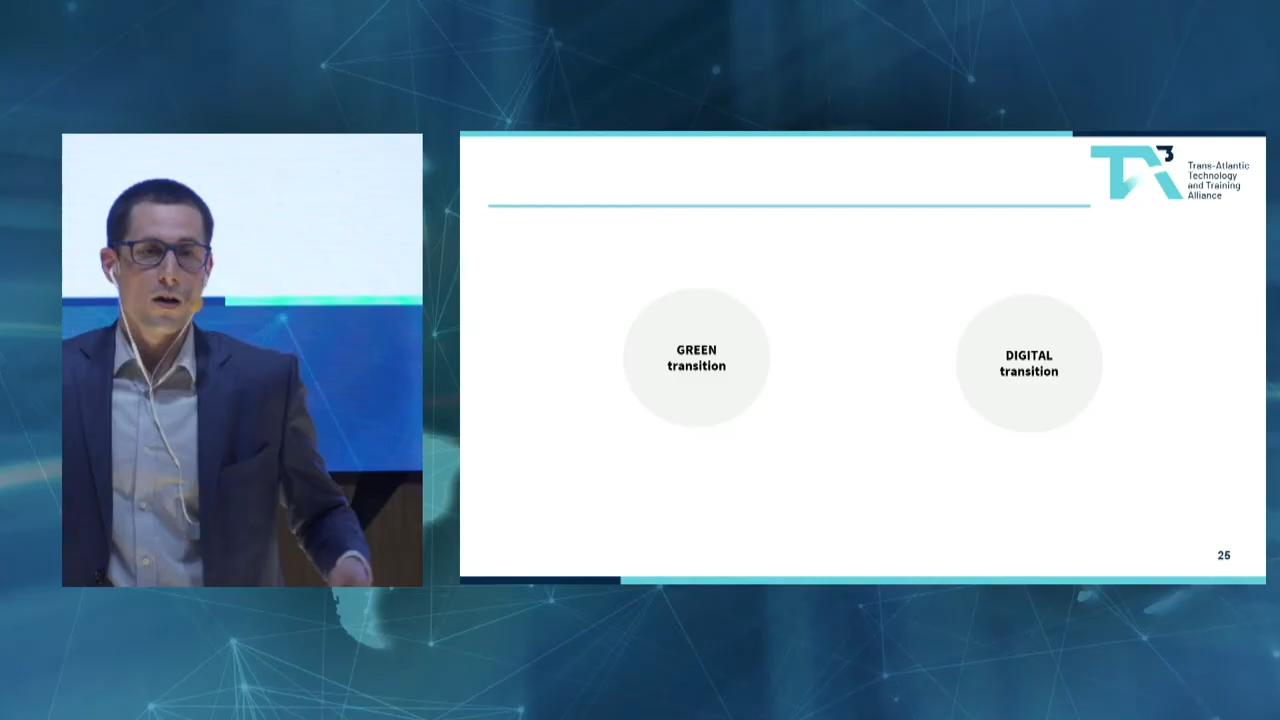 TA3
Trans-Atlantic
Technology
and Training
Alliance
GREEN
transition
DIGITAL
transition
25